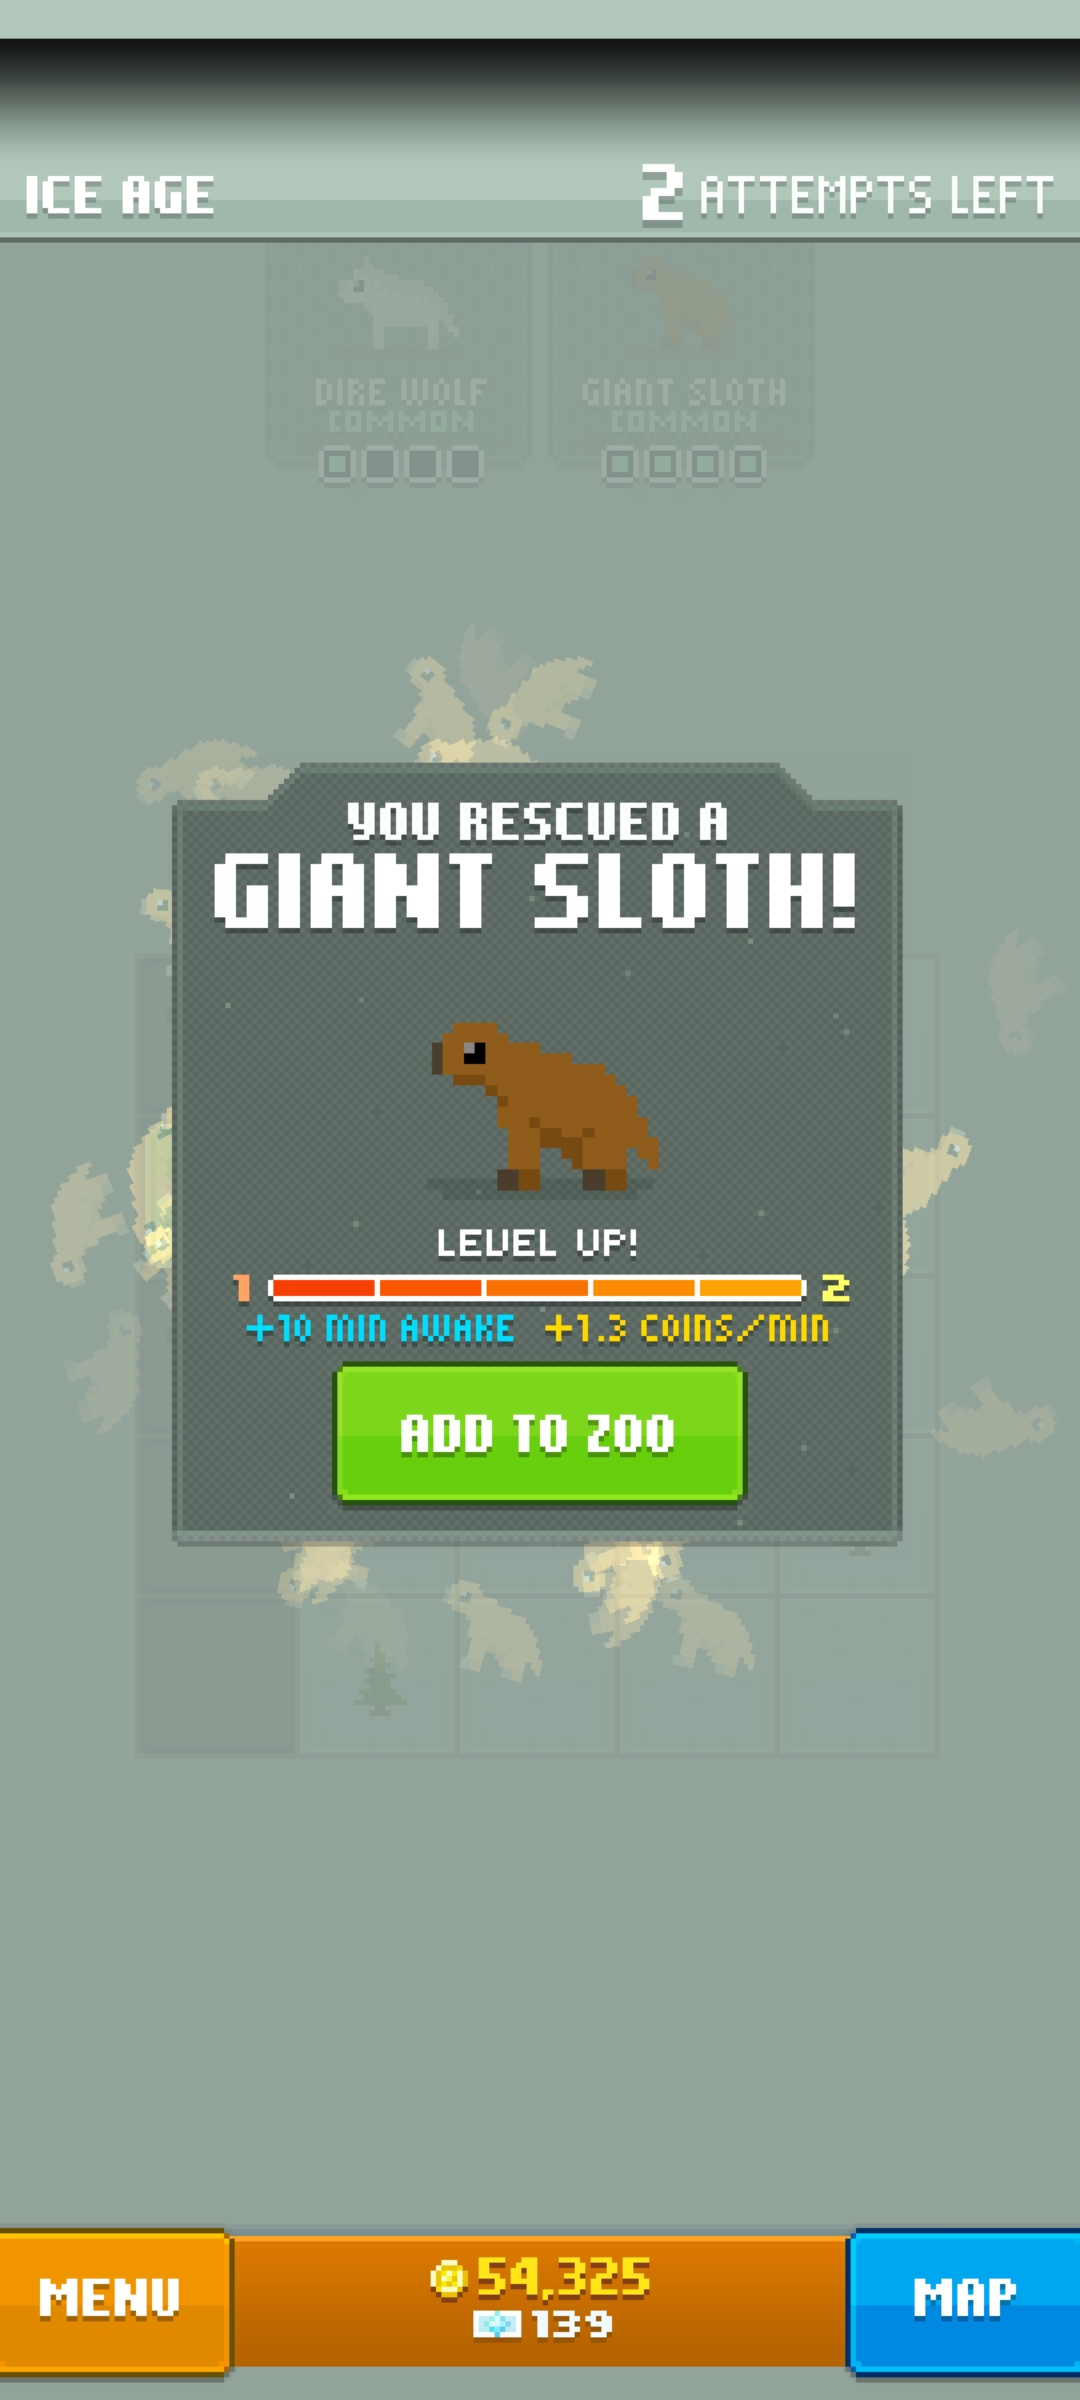 ICE AGE
2 ATTEMPTS LEFT
DIRE WOLF
COMMON
GIANT SLOTH
COMMON
YOU RESCUED A
GIANT SLOTH!
LEVEL UP!
1 2
+10 MIN AWAKE +1.3 COINS/MIN
ADD TO ZOO
MENU
54,325
139
MAP